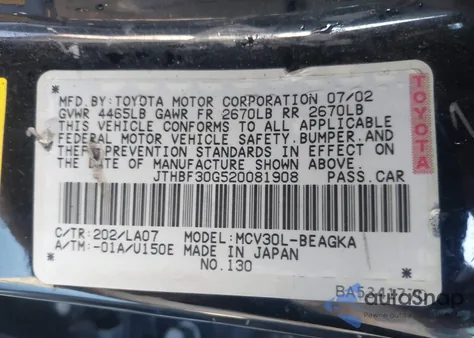 MFD.BY:TOYOTA MOTOR CORPORATION 07/02
GVWR 4465LB GAWR FR 2670LB RR 2670LB
THIS VEHICLE CONFORMS TO ALL APPLICABLE
FEDERAL MOTOR VEHICLE SAFETY, BUMPER, AND
PREVENTION STANDARDS IN EFFECT ON
THE DATE OF MANUFACTURE SHOWN ABOVE.
JTHBF30G520081908 PASS.CAR
C/TR:202/LA07 MODEL:MCV30L-BEAGKA
A/TM:-01A/U150E MADE IN JAPAN
NO.130
TOYOTA
AutoSnap